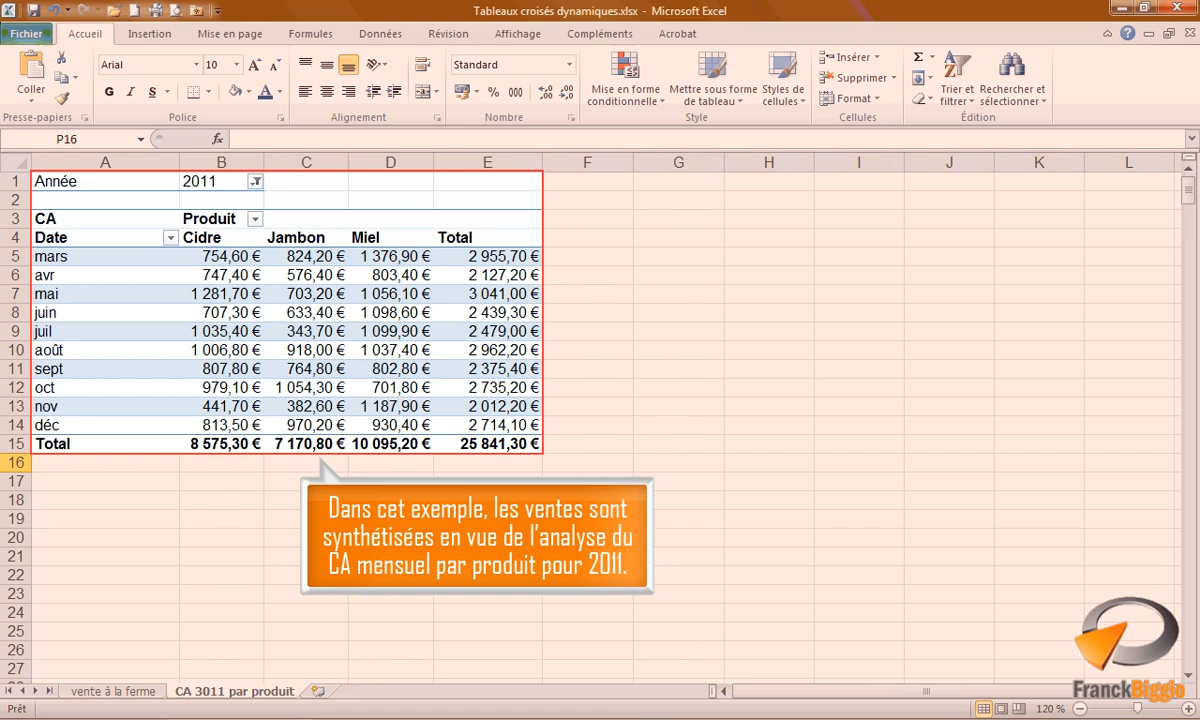 Tableaux croisés dynamiques.xlsx - Microsoft Excel
Fichier Accueil Insertion Mise en page Formules Données Révision Affichage Compléments Acrobat
Coller
Arial 10
G I S
Standard
% 000
Mise en forme conditionnelle
Mettre sous forme de tableau
Styles de cellules
Insérer
Supprimer
Format
Trier et filtrer
Rechercher et sélectionner
Presse-papiers Police Alignement Nombre Style Cellules Édition
P16 fx
A B C D E F G H I J K L
1 Année 2011
2
3 CA Produit
4 Date Cidre Jambon Miel Total
5 mars 754,60 € 824,20 € 1 376,90 € 2 955,70 €
6 avr 747,40 € 576,40 € 803,40 € 2 127,20 €
7 mai 1 281,70 € 703,20 € 1 056,10 € 3 041,00 €
8 juin 707,30 € 633,40 € 1 098,60 € 2 439,30 €
9 juil 1 035,40 € 343,70 € 1 099,90 € 2 479,00 €
10 août 1 006,80 € 918,00 € 1 037,40 € 2 962,20 €
11 sept 807,80 € 764,80 € 802,80 € 2 375,40 €
12 oct 979,10 € 1 054,30 € 701,80 € 2 735,20 €
13 nov 441,70 € 382,60 € 1 187,90 € 2 012,20 €
14 déc 813,50 € 970,20 € 930,40 € 2 714,10 €
15 Total 8 575,30 € 7 170,80 € 10 095,20 € 25 841,30 €
16
17
18
19
20
21
22
23
24
25
26
27
Dans cet exemple, les ventes sont
synthétisées en vue de l'analyse du
CA mensuel par produit pour 2011.
FranckBiggio
vente à la ferme CA 3011 par produit
Prêt 120 %